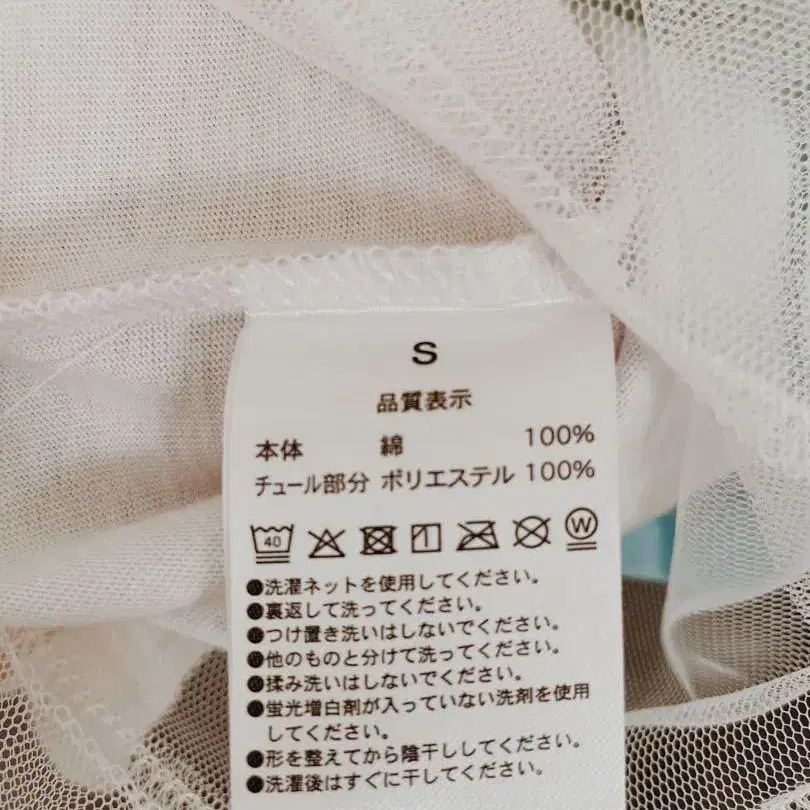 S
品質表示
本体 綿 100%
チュール部分 ポリエステル 100%
40 W
●洗濯ネットを使用してください。
●裏返して洗ってください。
●つけ置き洗いはしないでください。
●他のものと分けて洗ってください。
●揉み洗いはしないでください。
●蛍光増白剤が入っていない洗剤を使用
してください。
●形を整えてから陰干ししてください。
●洗濯後はすぐに干してください。